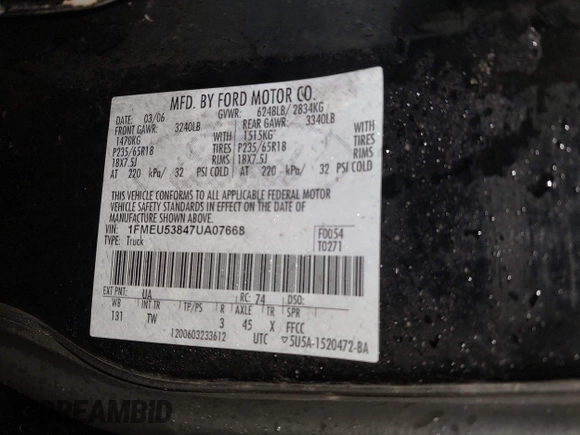 MFD. BY FORD MOTOR CO.
DATE: 03/06 GVWR: 6248LB/ 2834KG
FRONT GAWR: 3240LB REAR GAWR: 3340LB
1470KG WITH 1515KG WITH
P235/65R18 TIRES P235/65R18 TIRES
18X7.5J RIMS 18X7.5J RIMS
AT 220 kPa/ 32 PSI COLD AT 220 kPa/ 32 PSI COLD
THIS VEHICLE CONFORMS TO ALL APPLICABLE FEDERAL MOTOR
VEHICLE SAFETY STANDARDS IN EFFECT ON THE DATE OF
MANUFACTURE SHOWN ABOVE.
VIN: 1FMEU53847UA07668 F0054
TYPE: Truck T0271
EXT PNT: UA RC: 74 DSO:
WB INT TR TP/PS R AXLE TR SPR
131 TW 3 45 X FFCC
1200603233612 UTC ▽5U5A-1520472-BA
DREAMBID